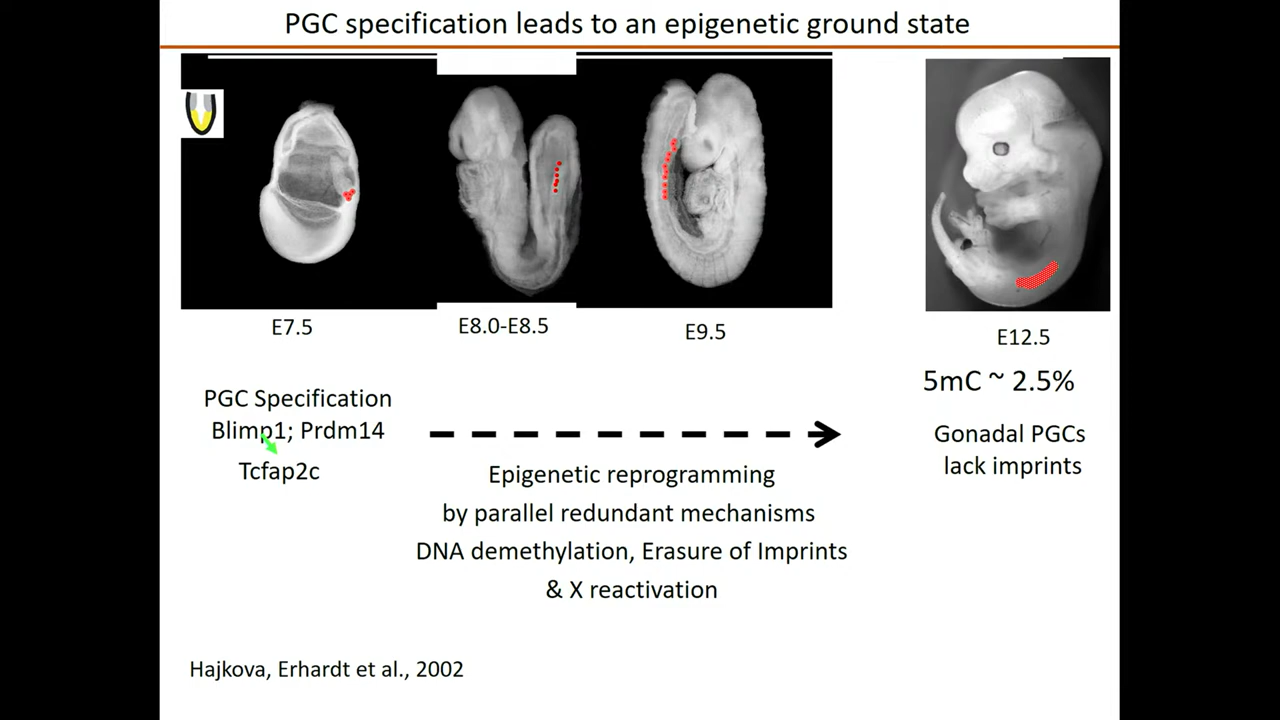 PGC specification leads to an epigenetic ground state
E7.5
E8.0-E8.5
E9.5
E12.5
5mC ~ 2.5%
PGC Specification
Blimp1; Prdm14
Tcfap2c
Gonadal PGCs
lack imprints
Epigenetic reprogramming
by parallel redundant mechanisms
DNA demethylation, Erasure of Imprints
& X reactivation
Hajkova, Erhardt et al., 2002